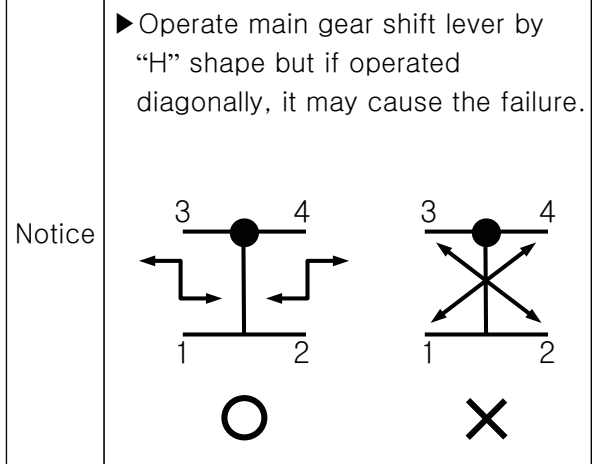 ▶Operate main gear shift lever by
“H” shape but if operated
diagonally, it may cause the failure.
Notice
3 4 3 4
1 2 1 2